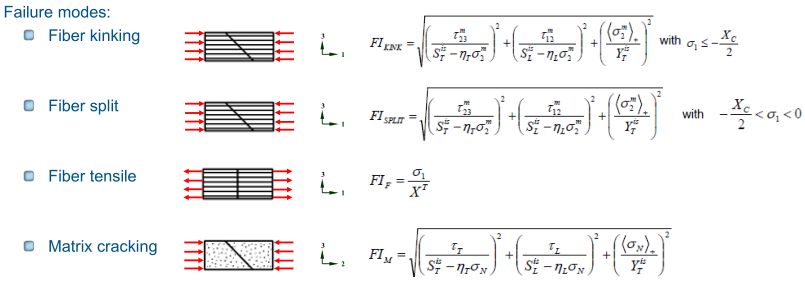 Failure modes:
Fiber kinking
3
1
FI_{KINK} = \sqrt{\left(\frac{\tau_{23}^{m}}{S_T^{is} - \eta_T \sigma_2^{m}}\right)^2 + \left(\frac{\tau_{12}^{m}}{S_L^{is} - \eta_L \sigma_2^{m}}\right)^2 + \left(\frac{\langle \sigma_2^{m} \rangle_+}{Y_T^{is}}\right)^2} with \sigma_1 \leq -\frac{X_C}{2}
Fiber split
3
1
FI_{SPLIT} = \sqrt{\left(\frac{\tau_{23}^{m}}{S_T^{is} - \eta_T \sigma_2^{m}}\right)^2 + \left(\frac{\tau_{12}^{m}}{S_L^{is} - \eta_L \sigma_2^{m}}\right)^2 + \left(\frac{\langle \sigma_2^{m} \rangle_+}{Y_T^{is}}\right)^2} with -\frac{X_C}{2} < \sigma_1 < 0
Fiber tensile
3
1
FI_F = \frac{\sigma_1}{X^T}
Matrix cracking
3
2
FI_M = \sqrt{\left(\frac{\tau_T}{S_T^{is} - \eta_T \sigma_N}\right)^2 + \left(\frac{\tau_L}{S_L^{is} - \eta_L \sigma_N}\right)^2 + \left(\frac{\langle \sigma_N \rangle_+}{Y_T^{is}}\right)^2}